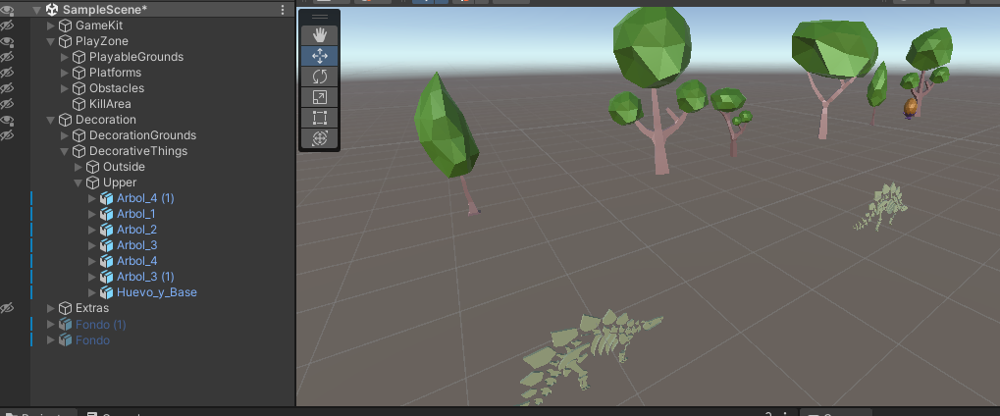 SampleScene*
GameKit
PlayZone
PlayableGrounds
Platforms
Obstacles
KillArea
Decoration
DecorationGrounds
DecorativeThings
Outside
Upper
Arbol_4 (1)
Arbol_1
Arbol_2
Arbol_3
Arbol_4
Arbol_3 (1)
Huevo_y_Base
Extras
Fondo (1)
Fondo